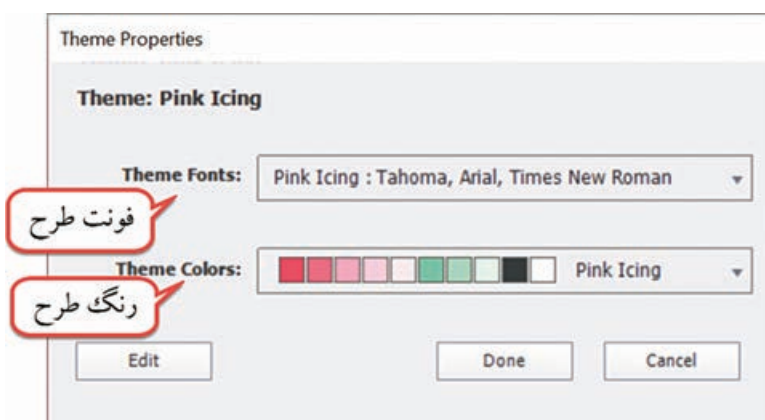 Theme Properties
Theme: Pink Icing
Theme Fonts: Pink Icing : Tahoma, Arial, Times New Roman
فونت طرح
Theme Colors: Pink Icing
رنگ طرح
Edit Done Cancel